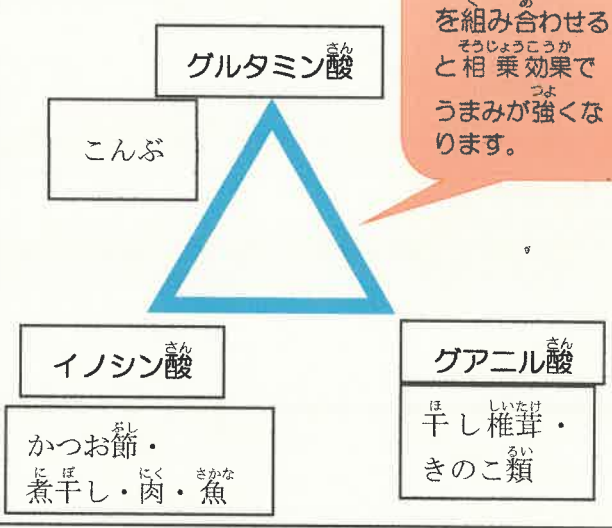 を組み合わせる
と相乗効果で
うまみが強くな
ります。
グルタミン酸
こんぶ
イノシン酸
かつお節・
煮干し・肉・魚
グアニル酸
干し椎茸・
きのこ類